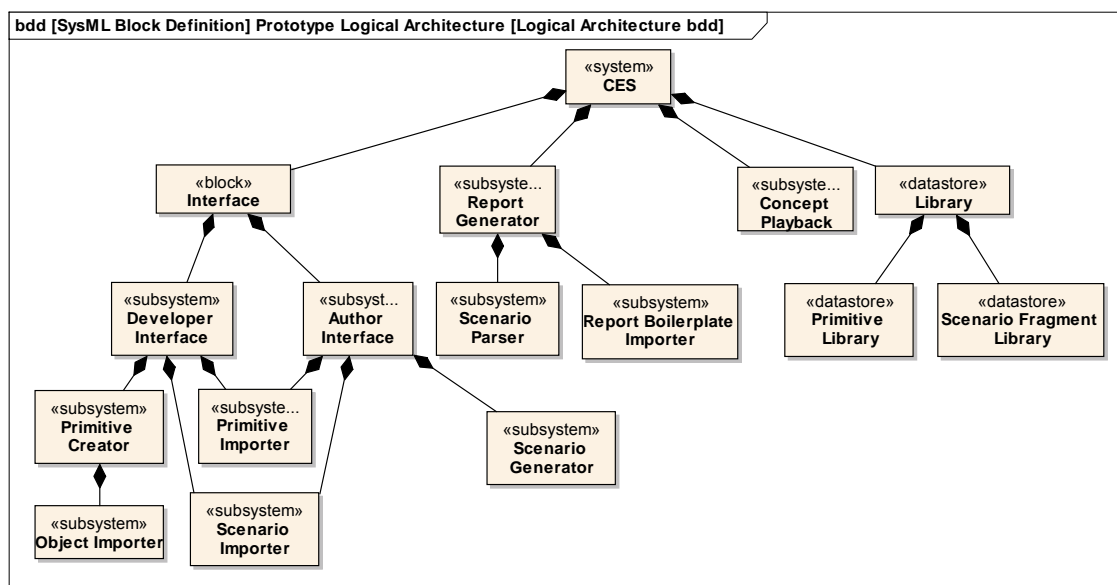 bdd [SysML Block Definition] Prototype Logical Architecture [Logical Architecture bdd]
«system»
CES
«block»
Interface
«subsyste...
Report
Generator
«subsyste...
Concept
Playback
«datastore»
Library
«subsystem»
Developer
Interface
«subsyst...
Author
Interface
«subsystem»
Scenario
Parser
«subsystem»
Report Boilerplate
Importer
«datastore»
Primitive
Library
«datastore»
Scenario Fragment
Library
«subsystem»
Primitive
Creator
«subsyste...
Primitive
Importer
«subsystem»
Scenario
Generator
«subsystem»
Object Importer
«subsystem»
Scenario
Importer